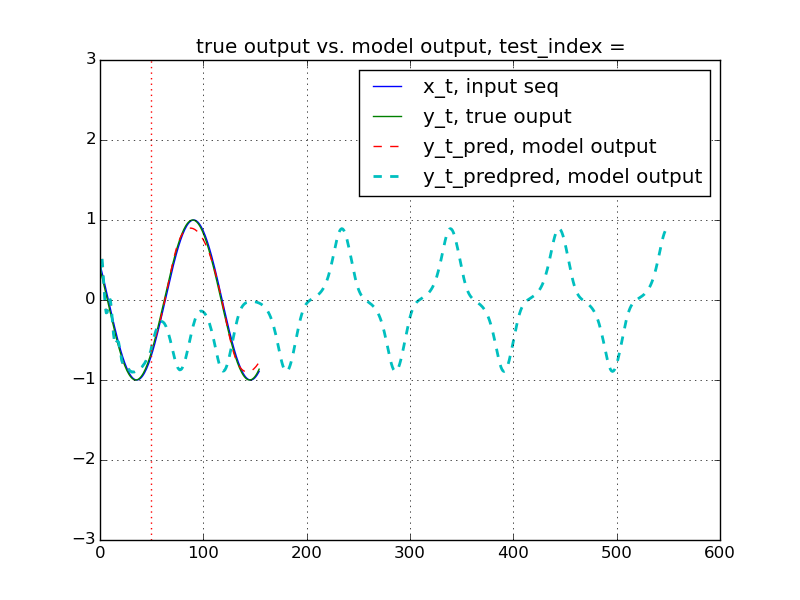 true output vs. model output, test_index =
x_t, input seq
y_t, true ouput
y_t_pred, model output
y_t_predpred, model output
3
2
1
0
−1
−2
−3
0 100 200 300 400 500 600